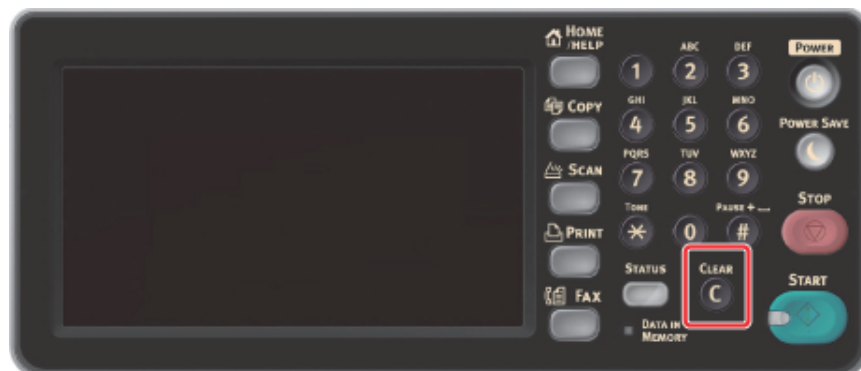 HOME
/HELP
COPY
SCAN
PRINT
FAX
ABC
DEF
1
2
3
GHI
JKL
MNO
4
5
6
PQRS
TUV
WXYZ
7
8
9
TONE
PAUSE + ⎵
*
0
#
STATUS
CLEAR
C
DATA IN
MEMORY
POWER
POWER SAVE
STOP
START